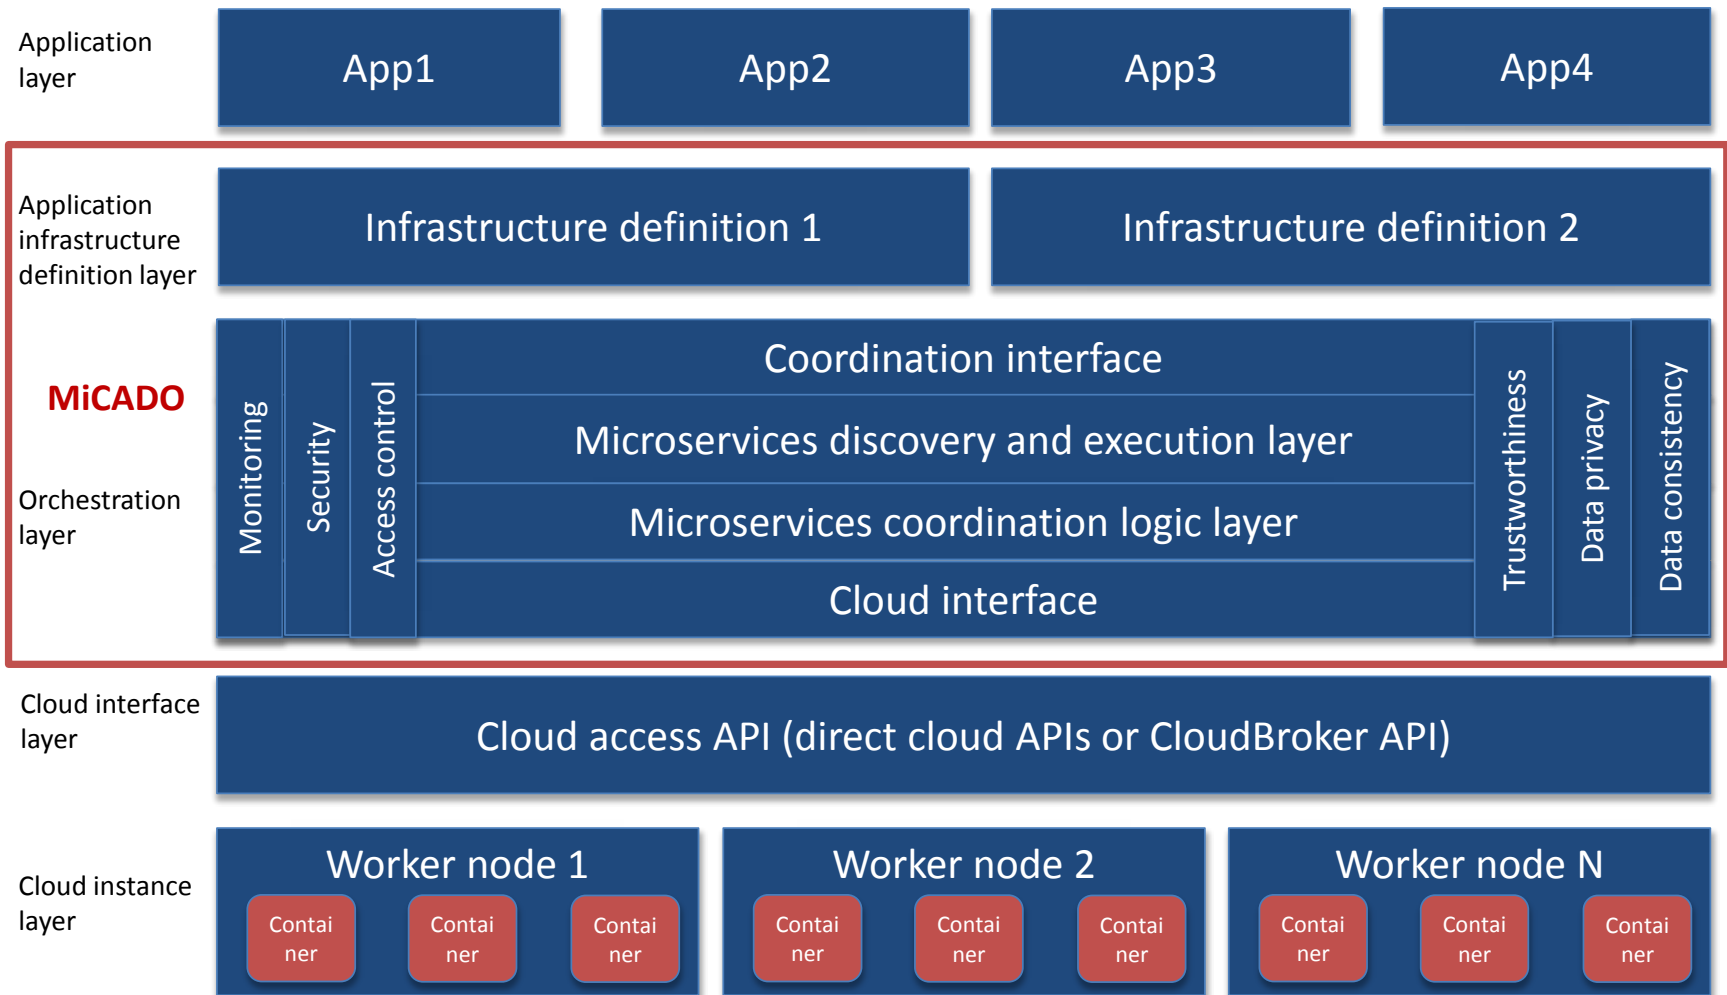 Application
layer
App1
App2
App3
App4
Application
infrastructure
definition layer
Infrastructure definition 1
Infrastructure definition 2
MiCADO
Orchestration
layer
Monitoring
Security
Access control
Coordination interface
Microservices discovery and execution layer
Microservices coordination logic layer
Cloud interface
Trustworthiness
Data privacy
Data consistency
Cloud interface
layer
Cloud access API (direct cloud APIs or CloudBroker API)
Cloud instance
layer
Worker node 1
Contai
ner
Contai
ner
Contai
ner
Worker node 2
Contai
ner
Contai
ner
Contai
ner
Worker node N
Contai
ner
Contai
ner
Contai
ner